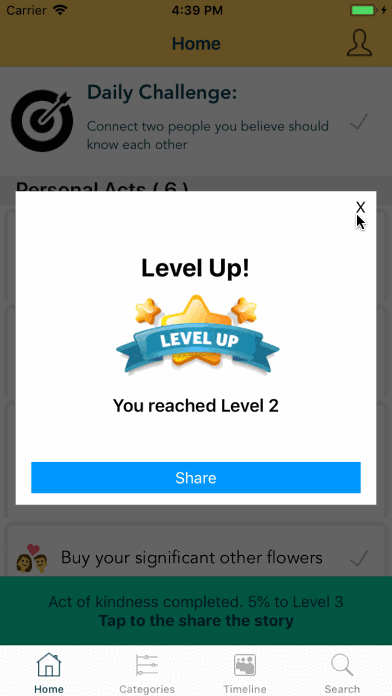 Carrier 4:39 PM
Home
Daily Challenge:
Connect two people you believe should
know each other
Personal Acts ( 6 )
X
Level Up!
LEVEL UP
You reached Level 2
Share
Buy your significant other flowers
Act of kindness completed. 5% to Level 3
Tap to the share the story
Home Categories Timeline Search